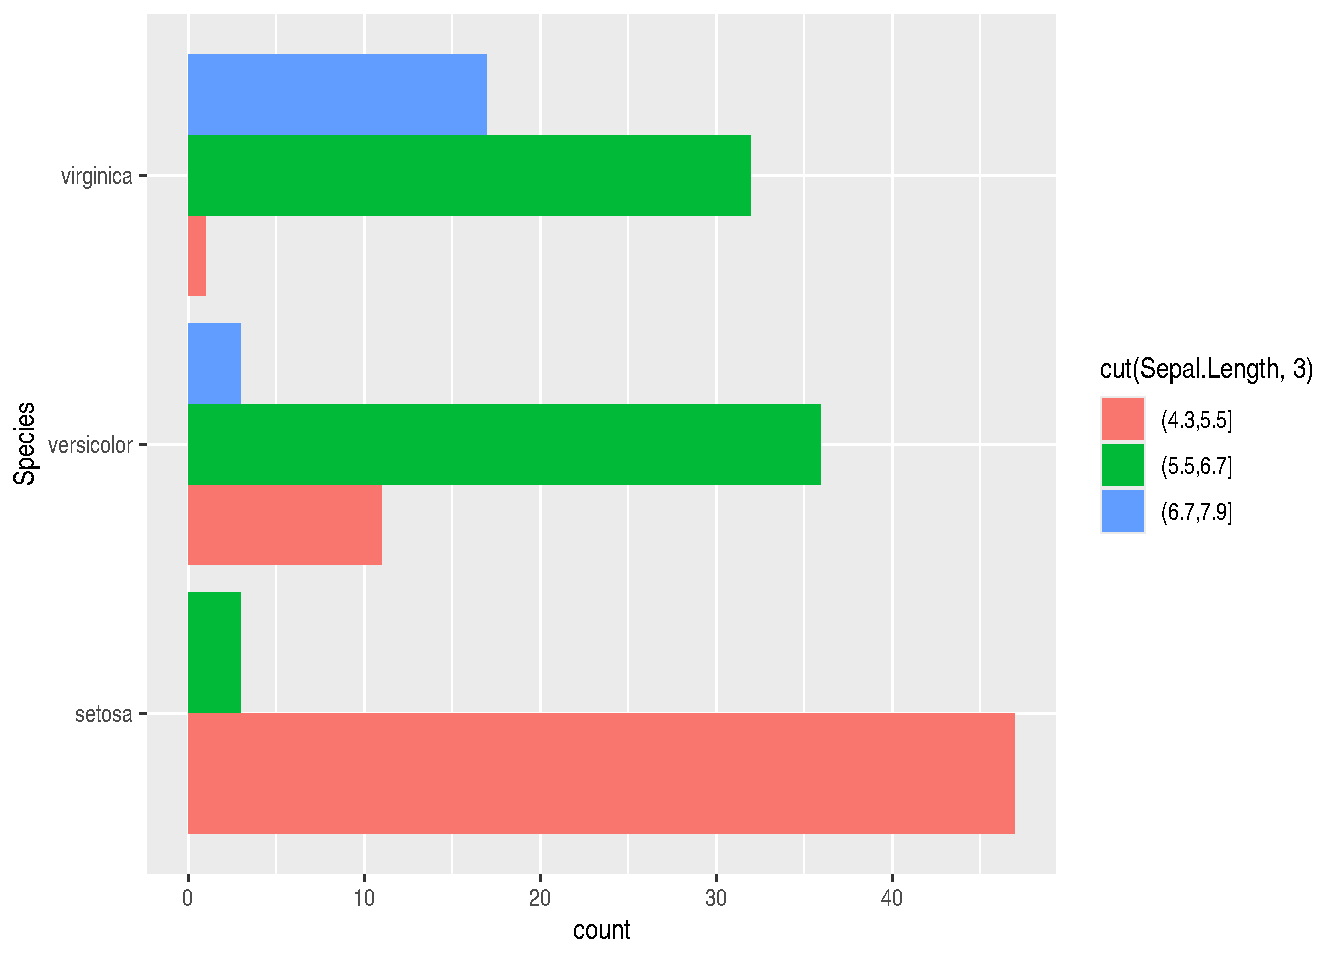 virginica
versicolor
setosa
Species
0 10 20 30 40
count
cut(Sepal.Length, 3)
(4.3,5.5]
(5.5,6.7]
(6.7,7.9]